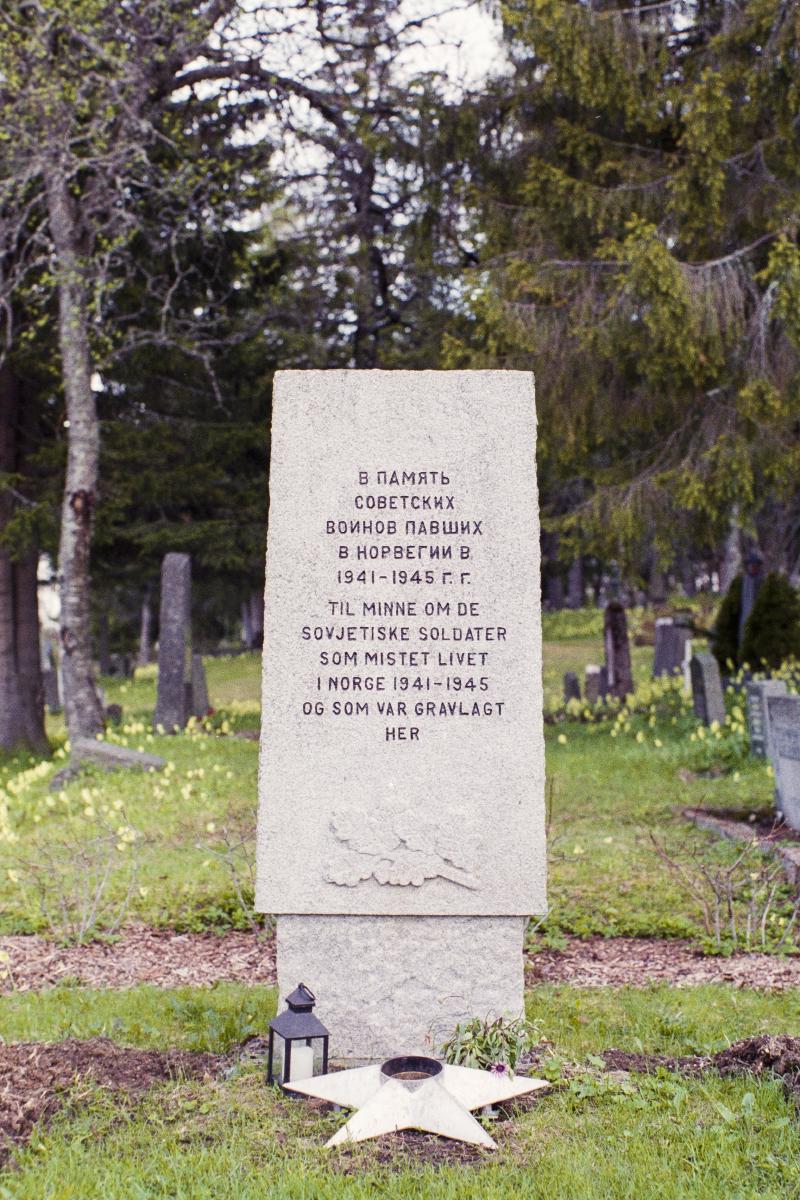 В ПАМЯТЬ
СОВЕТСКИХ
ВОИНОВ ПАВШИХ
В НОРВЕГИИ В
1941-1945 Г. Г.
TIL MINNE OM DE
SOVJETISKE SOLDATER
SOM MISTET LIVET
I NORGE 1941-1945
OG SOM VAR GRAVLAGT
HER